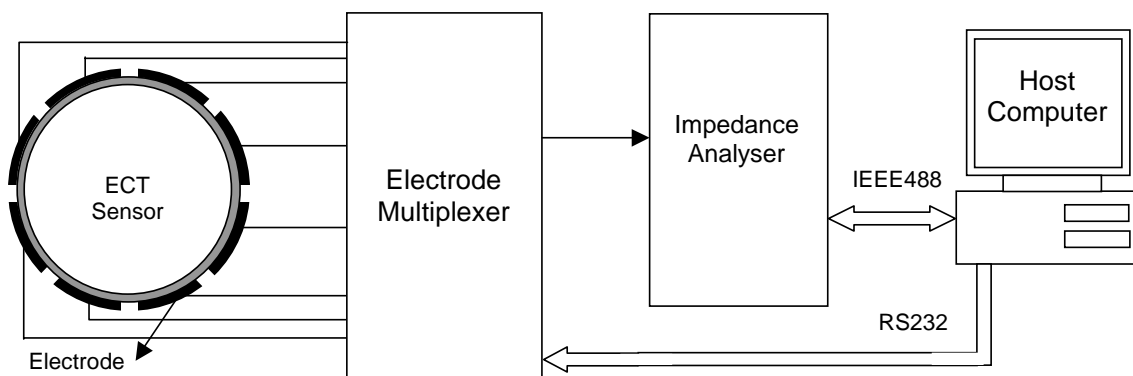 ECT
Sensor
Electrode
Electrode
Multiplexer
Impedance
Analyser
IEEE488
Host
Computer
RS232